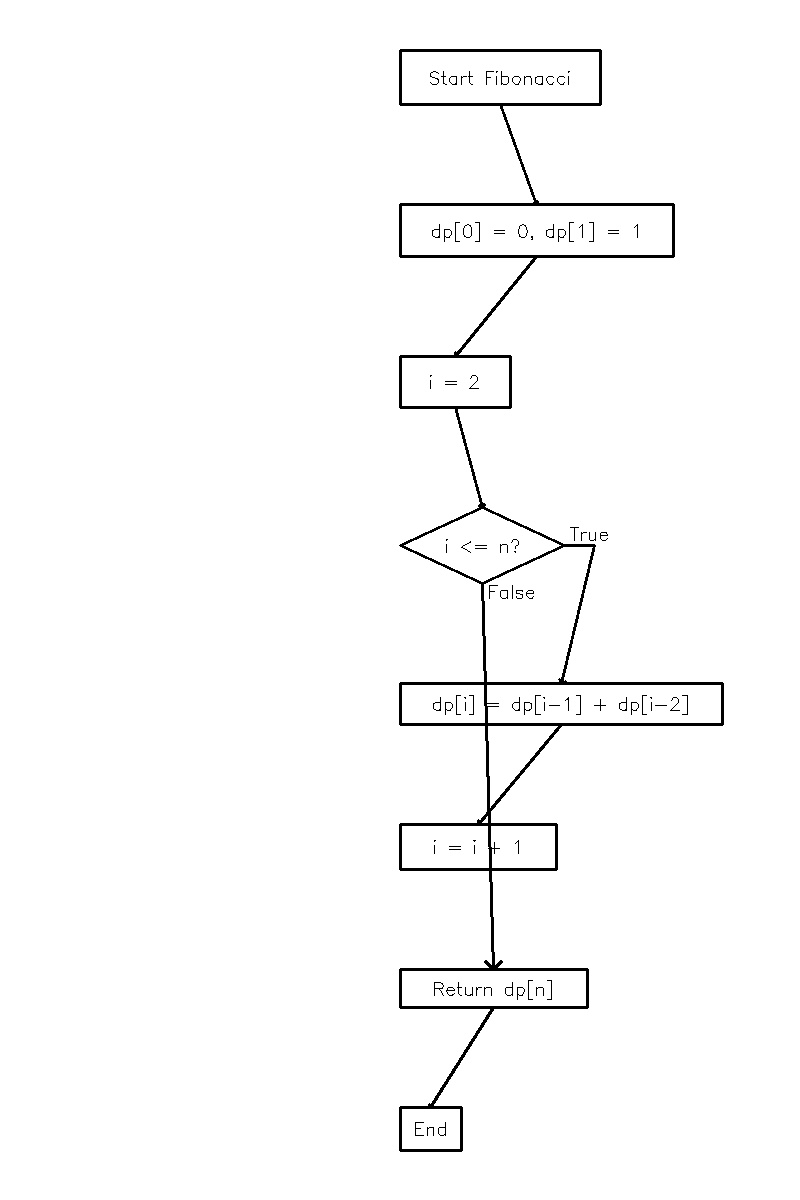 Start Fibonacci
dp[0] = 0, dp[1] = 1
i = 2
i <= n?
True
False
dp[i] = dp[i-1] + dp[i-2]
i = i + 1
Return dp[n]
End